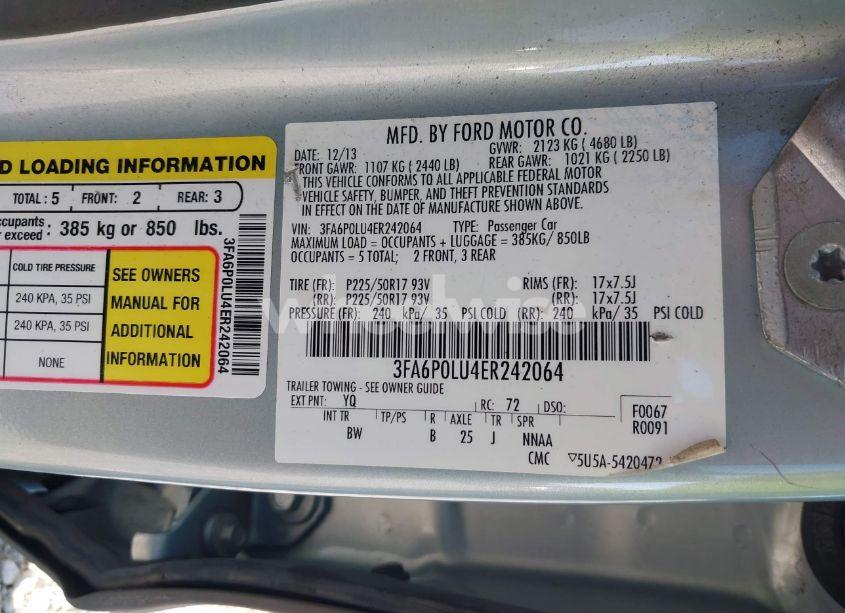 D LOADING INFORMATION
TOTAL: 5 FRONT: 2 REAR: 3
ccupants
er exceed: 385 kg or 850 lbs.
COLD TIRE PRESSURE
240 KPA, 35 PSI
240 KPA, 35 PSI
NONE
SEE OWNERS
MANUAL FOR
ADDITIONAL
INFORMATION
3FA6P0LU4ER242064
MFD. BY FORD MOTOR CO.
DATE: 12/13 GVWR: 2123 KG (4680 LB)
FRONT GAWR: 1107 KG (2440 LB) REAR GAWR: 1021 KG (2250 LB)
THIS VEHICLE CONFORMS TO ALL APPLICABLE FEDERAL MOTOR
VEHICLE SAFETY, BUMPER, AND THEFT PREVENTION STANDARDS
IN EFFECT ON THE DATE OF MANUFACTURE SHOWN ABOVE.
VIN: 3FA6P0LU4ER242064 TYPE: Passenger Car
MAXIMUM LOAD = OCCUPANTS + LUGGAGE = 385KG/ 850LB
OCCUPANTS = 5 TOTAL; 2 FRONT, 3 REAR
TIRE (FR): P225/50R17 93V RIMS (FR): 17x7.5J
(RR): P225/50R17 93V (RR): 17x7.5J
PRESSURE (FR): 240 kPa/ 35 PSI COLD (RR): 240 kPa/ 35 PSI COLD
wheelwise
3FA6P0LU4ER242064
TRAILER TOWING - SEE OWNER GUIDE
EXT PNT: YQ RC: 72 DSO:
INT TR TP/PS R AXLE TR SPR
BW B 25 J NNAA
F0067
R0091
CMC ▽5U5A-5420472